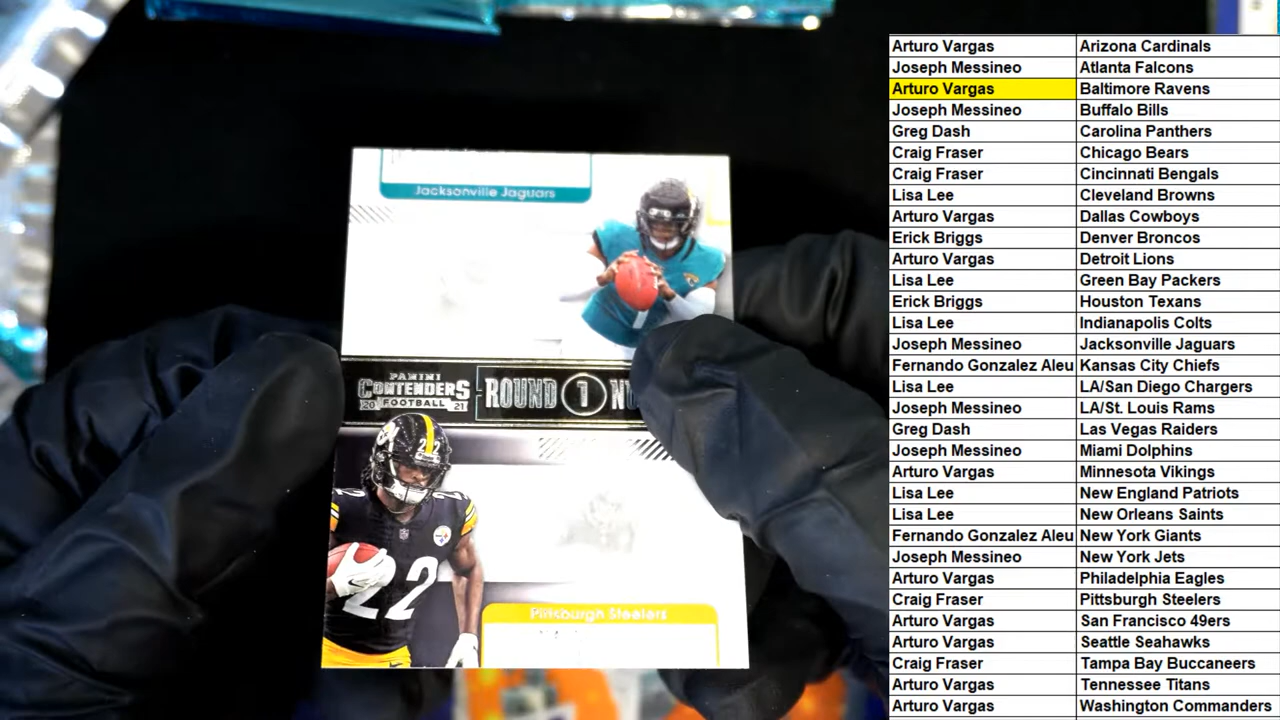 Jacksonville Jaguars
PANINI
CONTENDERS
20 FOOTBALL 21
ROUND 1
22
22
Pittsburgh Steelers
Arturo Vargas Arizona Cardinals
Joseph Messineo Atlanta Falcons
Arturo Vargas Baltimore Ravens
Joseph Messineo Buffalo Bills
Greg Dash Carolina Panthers
Craig Fraser Chicago Bears
Craig Fraser Cincinnati Bengals
Lisa Lee Cleveland Browns
Arturo Vargas Dallas Cowboys
Erick Briggs Denver Broncos
Arturo Vargas Detroit Lions
Lisa Lee Green Bay Packers
Erick Briggs Houston Texans
Lisa Lee Indianapolis Colts
Joseph Messineo Jacksonville Jaguars
Fernando Gonzalez Aleu Kansas City Chiefs
Lisa Lee LA/San Diego Chargers
Joseph Messineo LA/St. Louis Rams
Greg Dash Las Vegas Raiders
Joseph Messineo Miami Dolphins
Arturo Vargas Minnesota Vikings
Lisa Lee New England Patriots
Lisa Lee New Orleans Saints
Fernando Gonzalez Aleu New York Giants
Joseph Messineo New York Jets
Arturo Vargas Philadelphia Eagles
Craig Fraser Pittsburgh Steelers
Arturo Vargas San Francisco 49ers
Arturo Vargas Seattle Seahawks
Craig Fraser Tampa Bay Buccaneers
Arturo Vargas Tennessee Titans
Arturo Vargas Washington Commanders